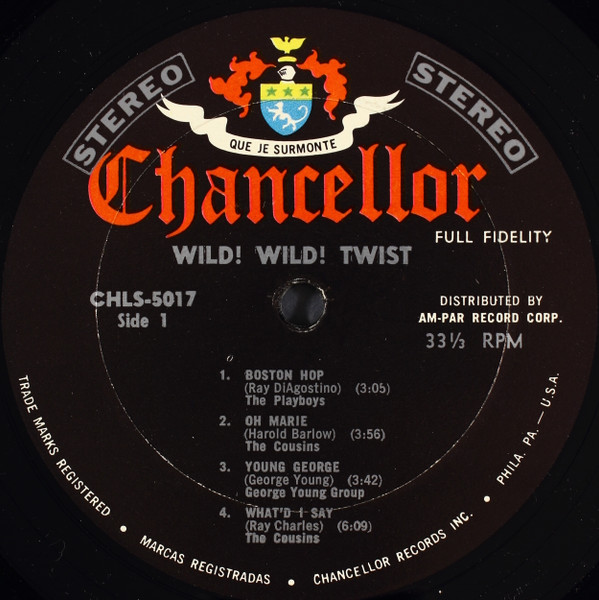 STEREO
STEREO
QUE JE SURMONTE
Chancellor
FULL FIDELITY
WILD! WILD! TWIST
CHLS-5017
Side 1
DISTRIBUTED BY
AM-PAR RECORD CORP.
33⅓ RPM
1. BOSTON HOP
(Ray DiAgostino) (3:05)
The Playboys
2. OH MARIE
(Harold Barlow) (3:56)
The Cousins
3. YOUNG GEORGE
(George Young) (3:42)
George Young Group
4. WHAT'D I SAY
(Ray Charles) (6:09)
The Cousins
TRADE MARKS REGISTERED • MARCAS REGISTRADAS • CHANCELLOR RECORDS INC. • PHILA. PA. — U.S.A.